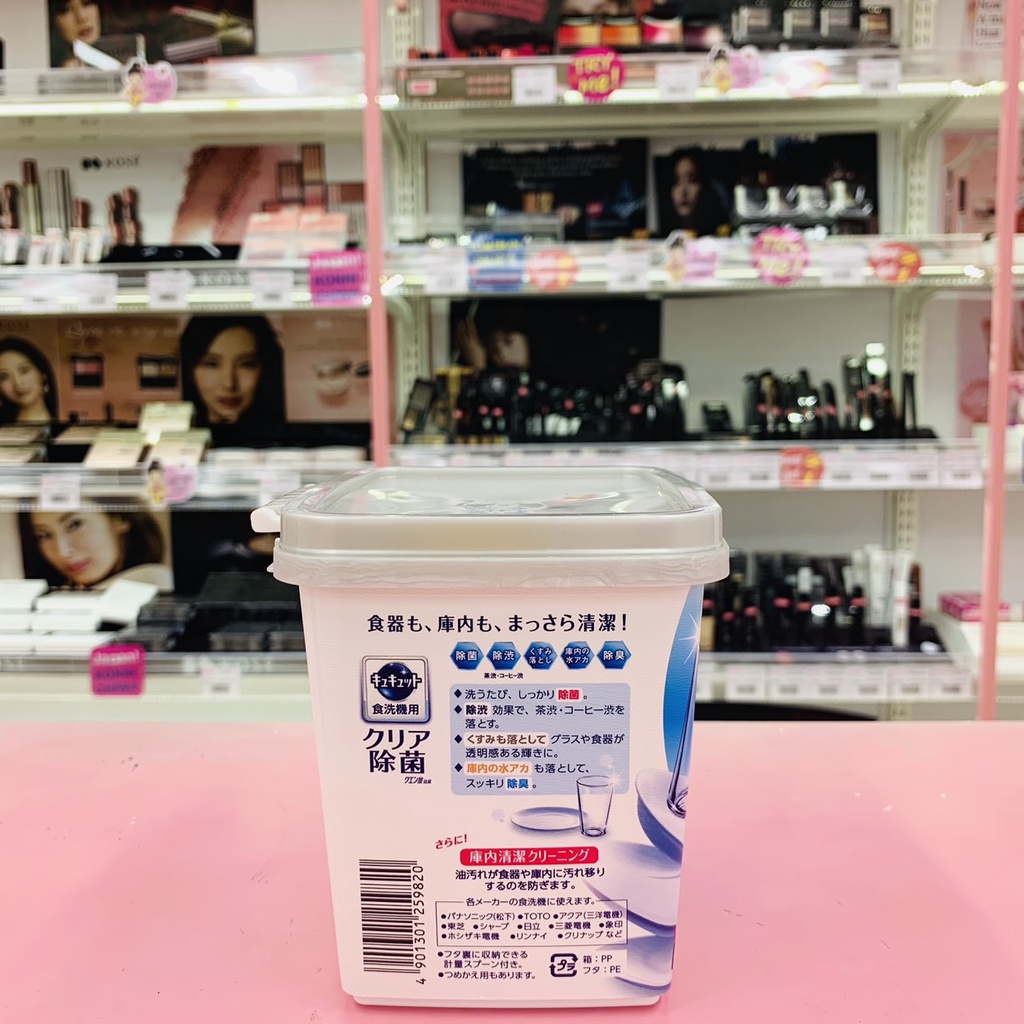 TRY
ME!
KOSÉ
食器も、庫内も、まっさら清潔!
除菌 除渋 くすみ落とし 庫内の水アカ 除臭
茶渋・コーヒー渋
キュキュット
食洗機用
クリア
除菌
クエン酸効果
◆洗うたび、しっかり 除菌 。
◆除渋 効果で、茶渋・コーヒー渋を
落とす。
◆くすみも落として グラスや食器が
透明感ある輝きに。
◆庫内の水アカ も落として、
スッキリ 除臭 。
さらに!
庫内清潔クリーニング
油汚れが食器や庫内に汚れ移り
するのを防ぎます。
各メーカーの食洗機に使えます。
●パナソニック(松下) ●TOTO ●アクア(三洋電機)
●東芝 ●シャープ ●日立 ●三菱電機 ●象印
●ホシザキ電機 ●リンナイ ●クリナップ など
●フタ裏に収納できる
計量スプーン付き。
●つめかえ用もあります。
プラ
箱:PP
フタ:PE
4 901301 259820